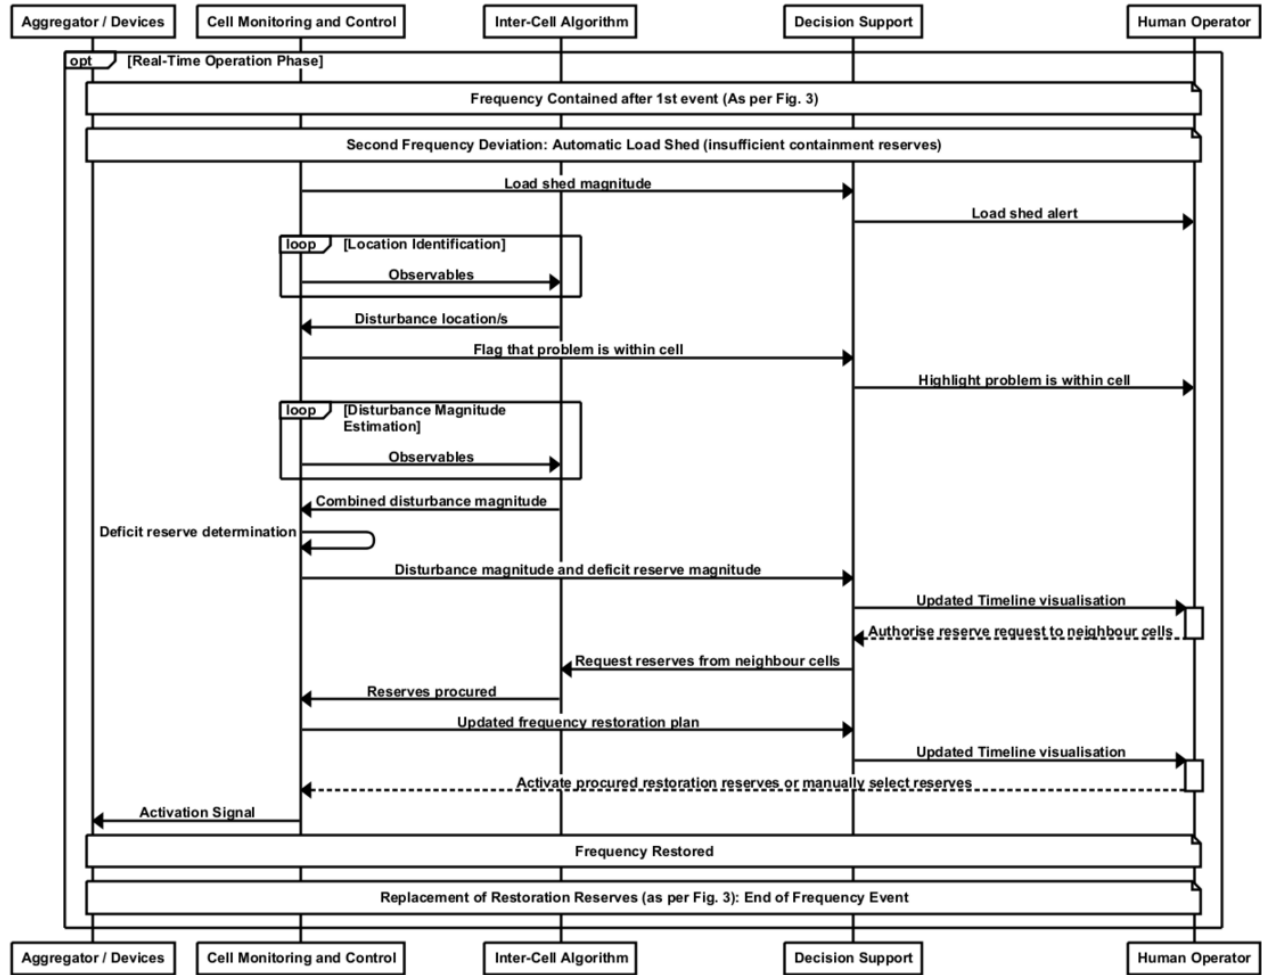 Aggregator / Devices
Cell Monitoring and Control
Inter-Cell Algorithm
Decision Support
Human Operator
opt
[Real-Time Operation Phase]
Frequency Contained after 1st event (As per Fig. 3)
Second Frequency Deviation: Automatic Load Shed (insufficient containment reserves)
Load shed magnitude
Load shed alert
loop
[Location Identification]
Observables
Disturbance location/s
Flag that problem is within cell
Highlight problem is within cell
loop
[Disturbance Magnitude
Estimation]
Observables
Combined disturbance magnitude
Deficit reserve determination
Disturbance magnitude and deficit reserve magnitude
Updated Timeline visualisation
Authorise reserve request to neighbour cells
Request reserves from neighbour cells
Reserves procured
Updated frequency restoration plan
Updated Timeline visualisation
Activate procured restoration reserves or manually select reserves
Activation Signal
Frequency Restored
Replacement of Restoration Reserves (as per Fig. 3): End of Frequency Event
Aggregator / Devices
Cell Monitoring and Control
Inter-Cell Algorithm
Decision Support
Human Operator